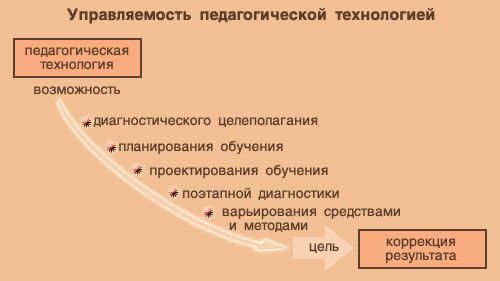 Управляемость педагогической технологией
педагогическая
технология
возможность
диагностического целеполагания
планирования обучения
проектирования обучения
поэтапной диагностики
варьирования средствами
и методами
цель
коррекция
результата